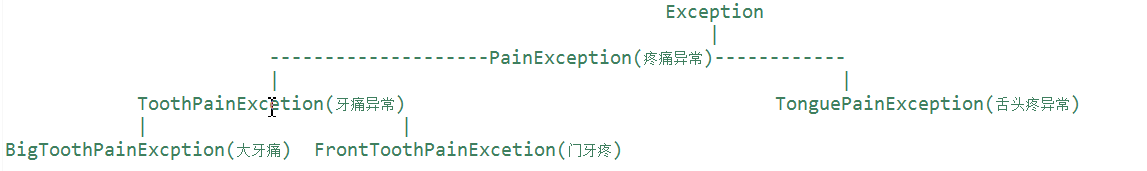 Exception
|
--------------------PainException(疼痛异常)------------
| |
ToothPainExcetion(牙痛异常) TonguePainException(舌头疼异常)
| |
BigToothPainExcption(大牙痛) FrontToothPainExcetion(门牙疼)